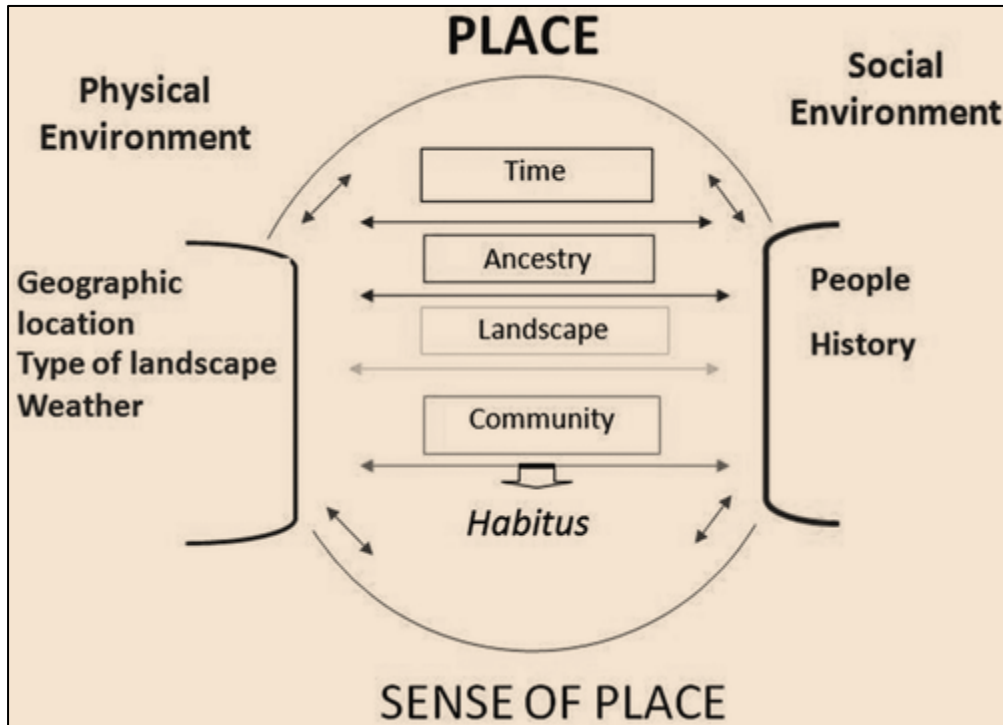 PLACE
Physical
Environment
Social
Environment
Time
Ancestry
Landscape
Community
Habitus
Geographic
location
Type of landscape
Weather
People
History
SENSE OF PLACE